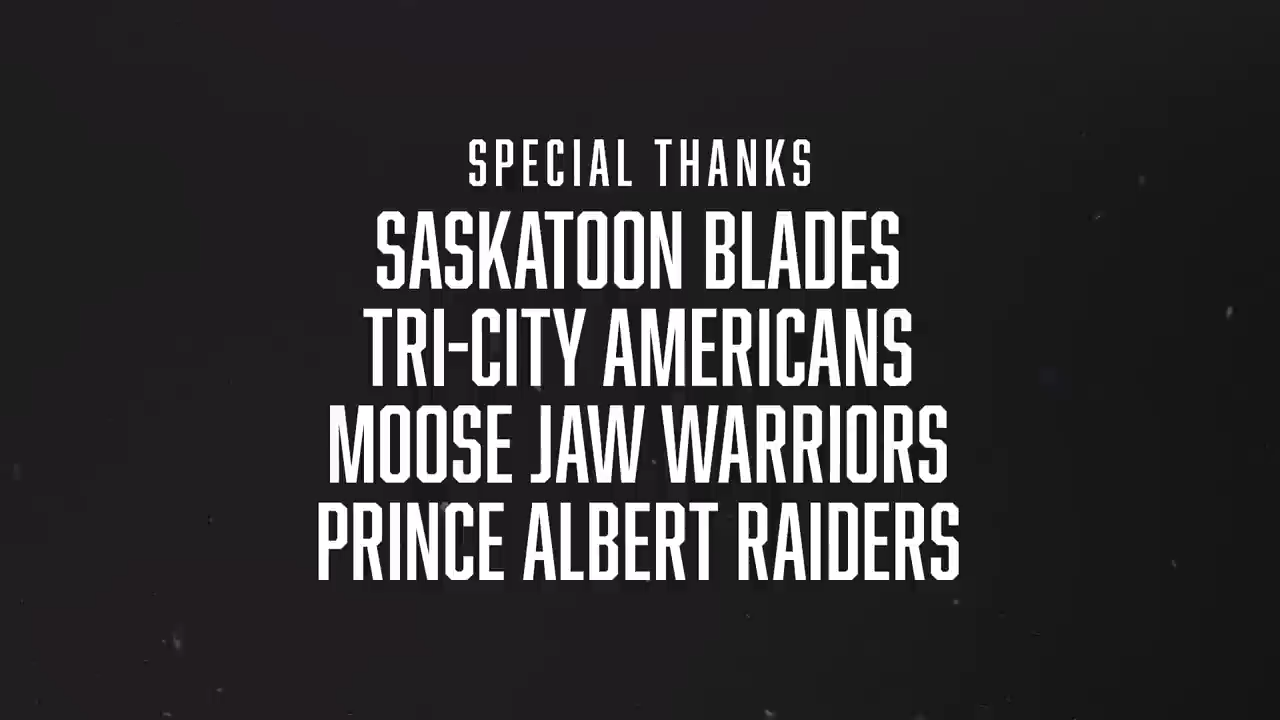 SPECIAL THANKS
SASKATOON BLADES
TRI-CITY AMERICANS
MOOSE JAW WARRIORS
PRINCE ALBERT RAIDERS